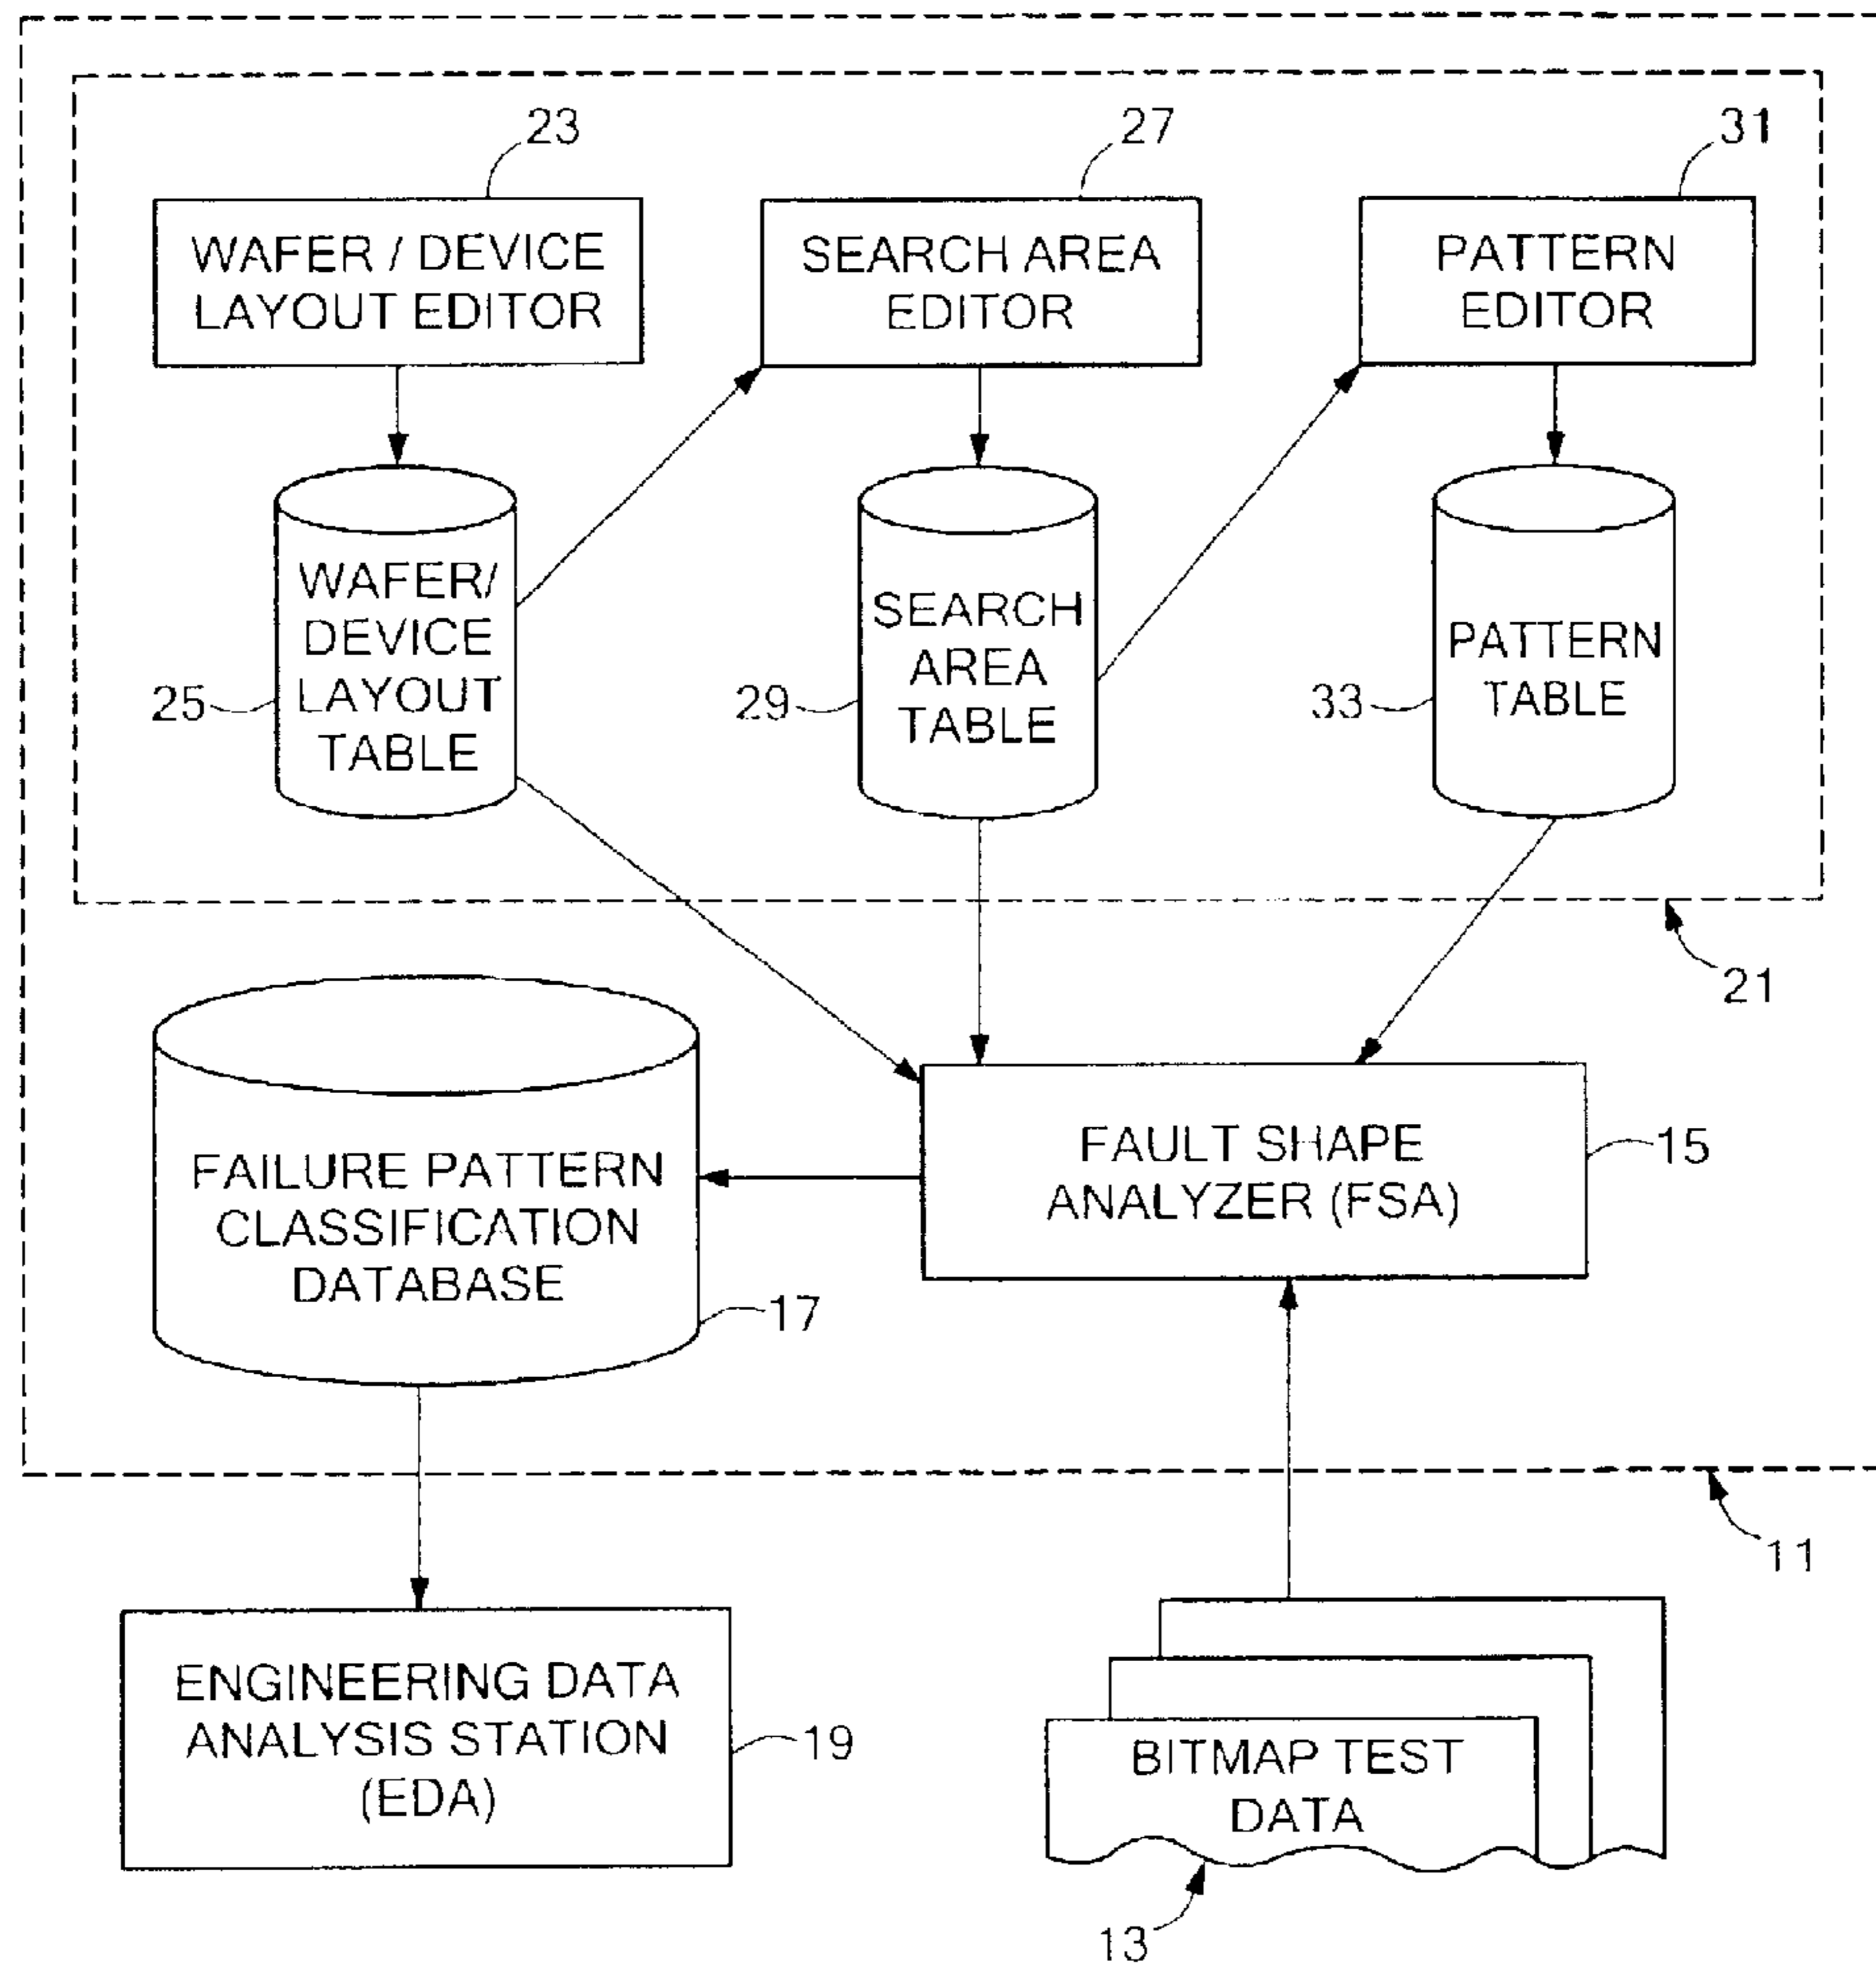 23
27
31
WAFER / DEVICE
LAYOUT EDITOR
SEARCH AREA
EDITOR
PATTERN
EDITOR
WAFER/
DEVICE
LAYOUT
TABLE
25
SEARCH
AREA
TABLE
29
PATTERN
TABLE
33
21
FAILURE PATTERN
CLASSIFICATION
DATABASE
17
FAULT SHAPE
ANALYZER (FSA)
15
11
ENGINEERING DATA
ANALYSIS STATION
(EDA)
19
BITMAP TEST
DATA
13